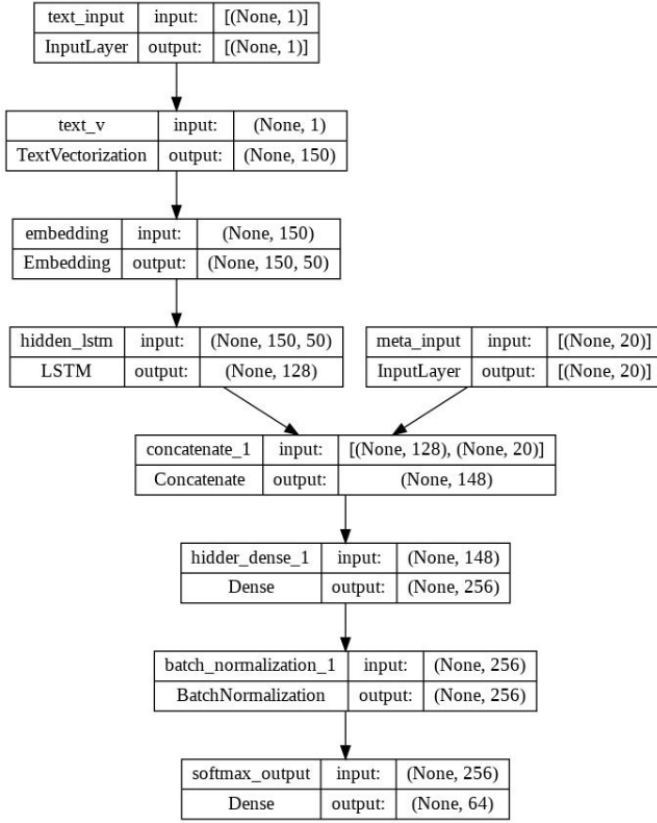 text_input input: [(None, 1)]
InputLayer output: [(None, 1)]
text_v input: (None, 1)
TextVectorization output: (None, 150)
embedding input: (None, 150)
Embedding output: (None, 150, 50)
hidden_lstm input: (None, 150, 50)
LSTM output: (None, 128)
meta_input input: [(None, 20)]
InputLayer output: [(None, 20)]
concatenate_1 input: [(None, 128), (None, 20)]
Concatenate output: (None, 148)
hidder_dense_1 input: (None, 148)
Dense output: (None, 256)
batch_normalization_1 input: (None, 256)
BatchNormalization output: (None, 256)
softmax_output input: (None, 256)
Dense output: (None, 64)